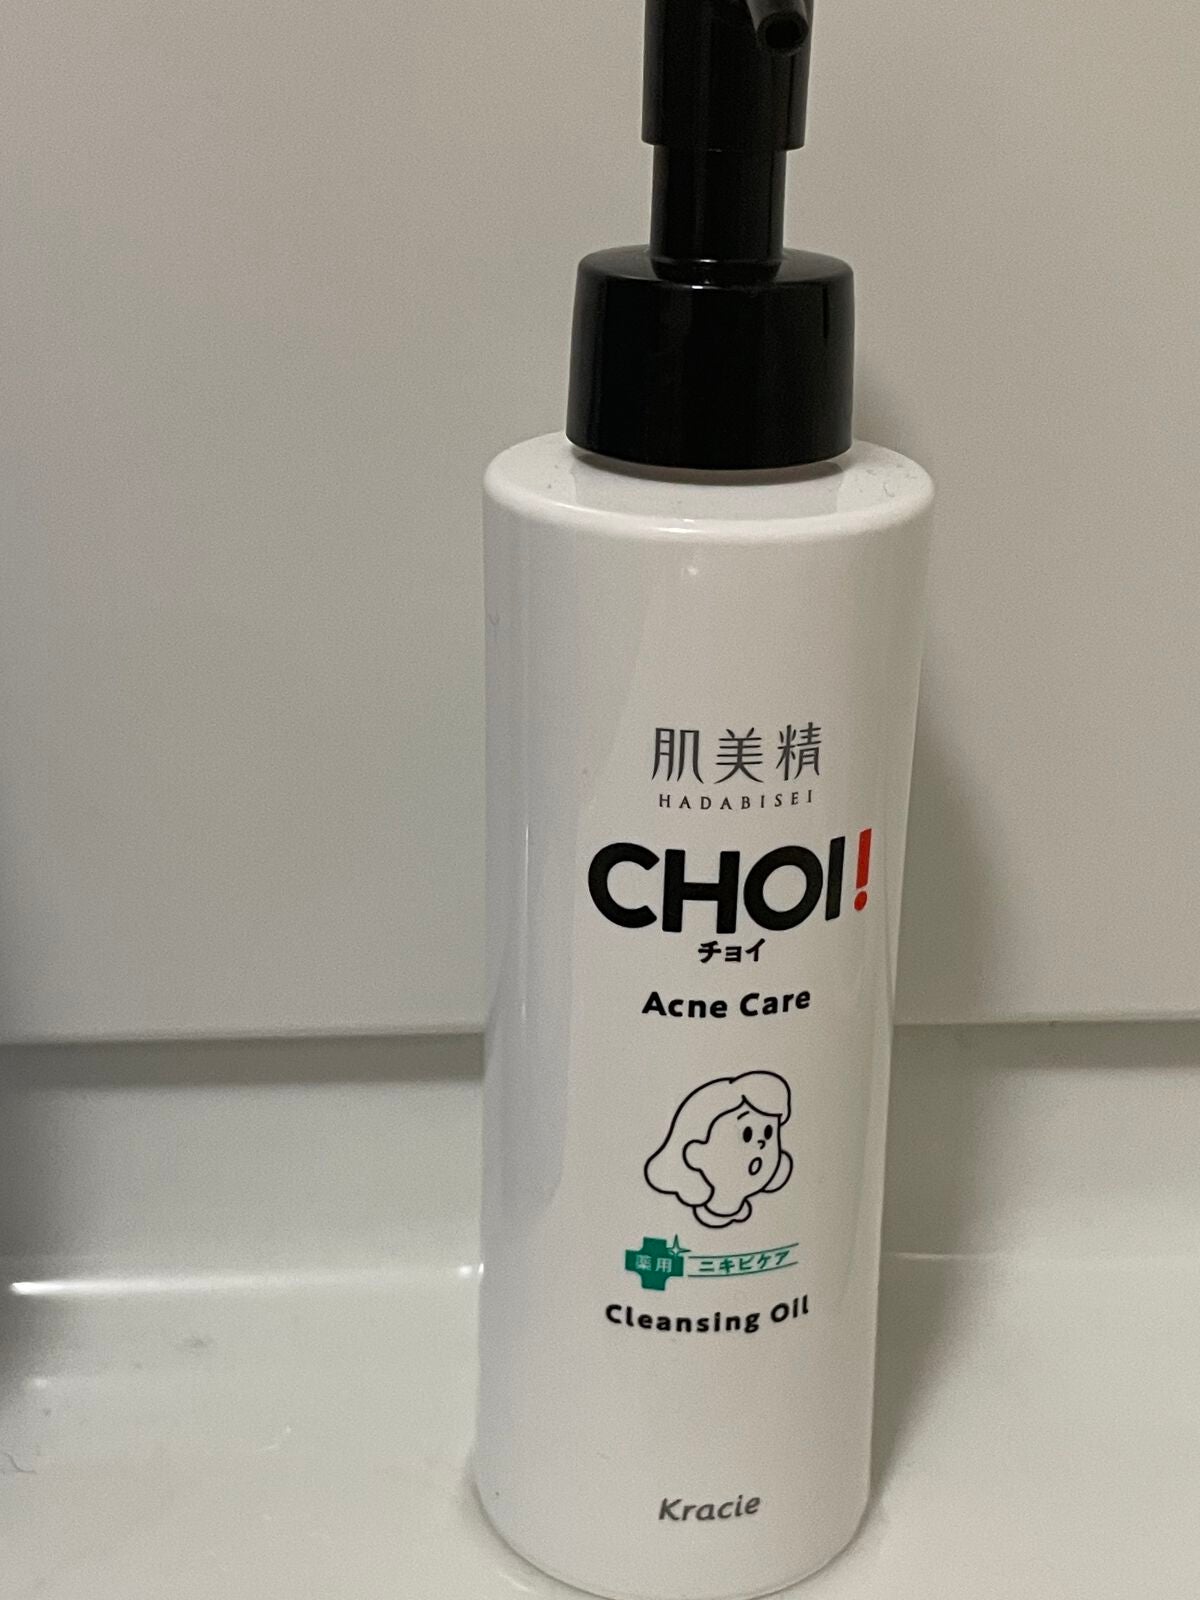 肌美精
HADABISEI
CHOI!
チョイ
Acne Care
薬用 ニキビケア
Cleansing Oil
Kracie